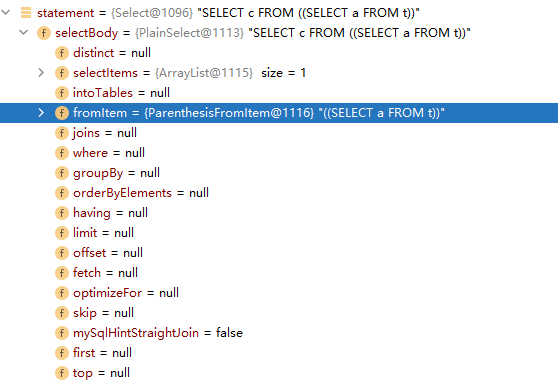 statement = {Select@1096} "SELECT c FROM ((SELECT a FROM t))"
f selectBody = {PlainSelect@1113} "SELECT c FROM ((SELECT a FROM t))"
f distinct = null
f selectItems = {ArrayList@1115} size = 1
f intoTables = null
f fromItem = {ParenthesisFromItem@1116} "((SELECT a FROM t))"
f joins = null
f where = null
f groupBy = null
f orderByElements = null
f having = null
f limit = null
f offset = null
f fetch = null
f optimizeFor = null
f skip = null
f mySqlHintStraightJoin = false
f first = null
f top = null